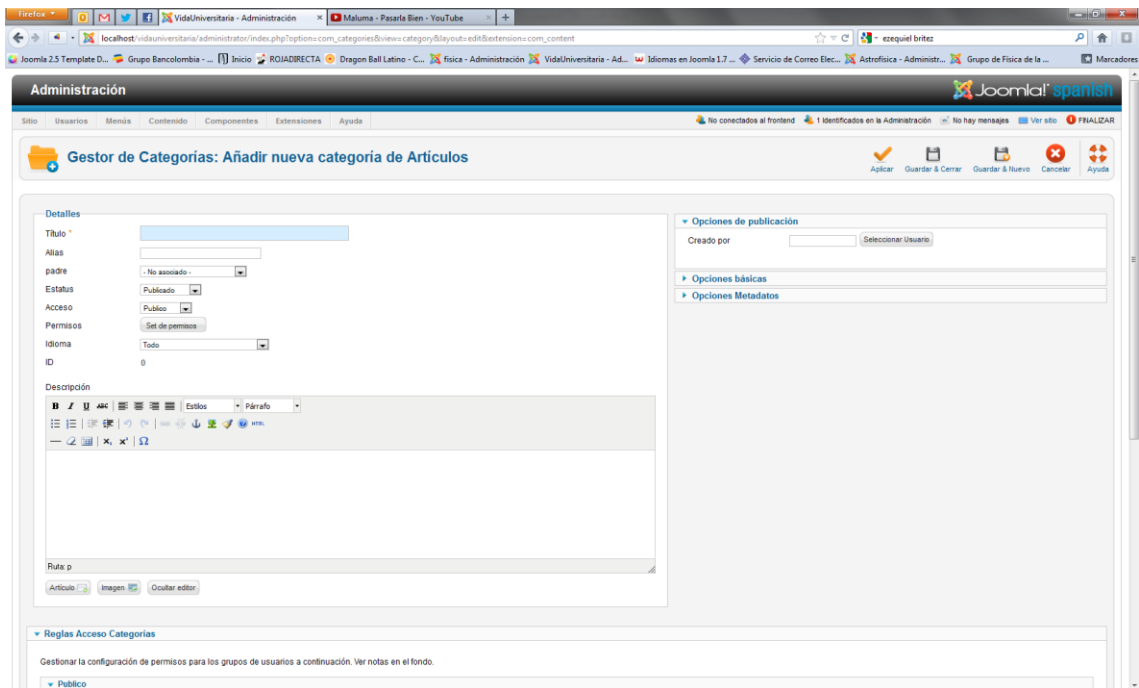 Firefox
VidaUniversitaria - Administración
Maluma - Pasarla Bien - YouTube
localhost/vidauniversitaria/administrator/index.php?option=com_categories&view=category&layout=edit&extension=com_content
ezequiel britez
Joomla 2.5 Template D... Grupo Bancolombia - ... Inicio ROJADIRECTA Dragon Ball Latino - C... fisica - Administración VidaUniversitaria - Ad... Idiomas en Joomla 1.7 ... Servicio de Correo Elec... Astrofísica - Administr... Grupo de Física de la ... Marcadores
Administración
Joomla! spanish
Sitio Usuarios Menús Contenido Componentes Extensiones Ayuda
No conectados al frontend 1 Identificados en la Administración No hay mensajes Ver sitio FINALIZAR
Gestor de Categorías: Añadir nueva categoría de Artículos
Aplicar Guardar & Cerrar Guardar & Nuevo Cancelar Ayuda
Detalles
Título *
Alias
padre - No asociado -
Estatus Publicado
Acceso Publico
Permisos Set de permisos
Idioma Todo
ID 0
Descripción
B I U ABC Estilos Párrafo
HTML
Ruta: p
Artículo Imagen Ocultar editor
Opciones de publicación
Creado por Seleccionar Usuario
Opciones básicas
Opciones Metadatos
Reglas Acceso Categorías
Gestionar la configuración de permisos para los grupos de usuarios a continuación. Ver notas en el fondo.
Publico